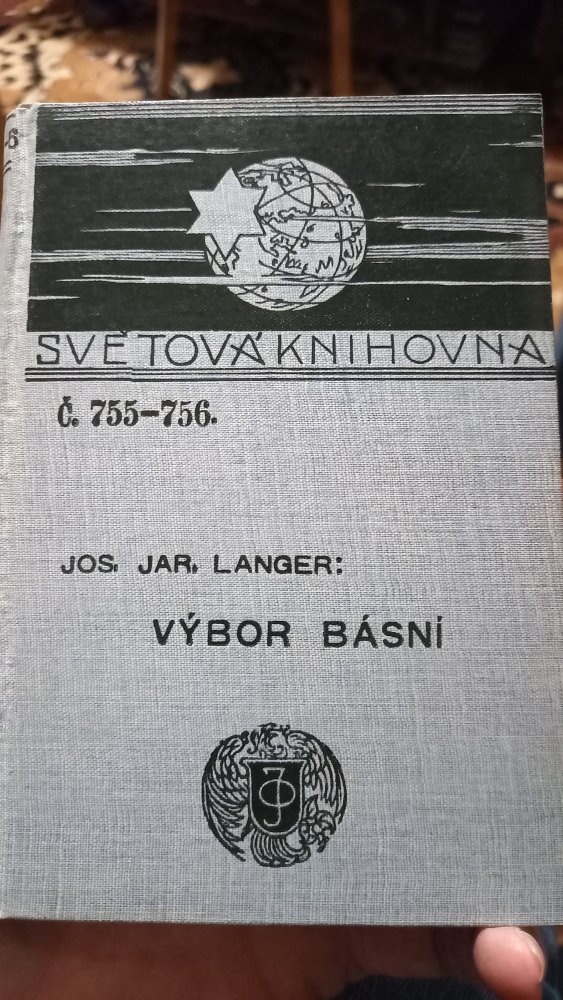 SVĚTOVÁ KNIHOVNA
Č. 755–756.
JOS. JAR. LANGER:
VÝBOR BÁSNÍ